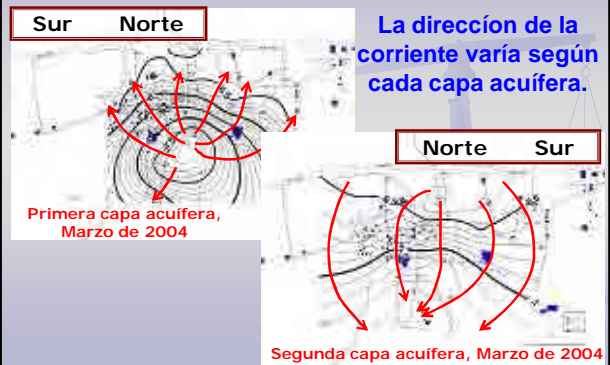 Sur Norte
La direccíon de la
corriente varía según
cada capa acuífera.
Primera capa acuífera,
Marzo de 2004
Norte Sur
Segunda capa acuífera, Marzo de 2004